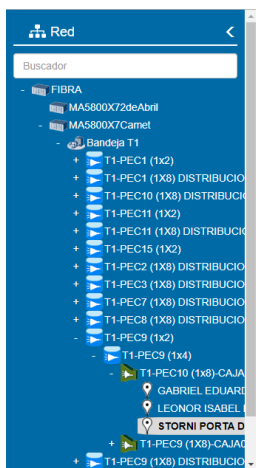 Red
Buscador
- FIBRA
MA5800X72deAbril
- MA5800X7Camet
- Bandeja T1
+ T1-PEC1 (1x2)
+ T1-PEC1 (1X8) DISTRIBUCIO
+ T1-PEC10 (1X8) DISTRIBUCI
+ T1-PEC11 (1X2)
+ T1-PEC11 (1X8) DISTRIBUCI
+ T1-PEC15 (1X2)
+ T1-PEC2 (1X8) DISTRIBUCIO
+ T1-PEC3 (1X8) DISTRIBUCIO
+ T1-PEC7 (1X8) DISTRIBUCIO
+ T1-PEC8 (1X8) DISTRIBUCIO
- T1-PEC9 (1x2)
- T1-PEC9 (1x4)
- T1-PEC10 (1x8)-CAJA
GABRIEL EDUARD
LEONOR ISABEL
STORNI PORTA D
+ T1-PEC9 (1x8)-CAJA
+ T1-PEC9 (1X8) DISTRIBUCIO